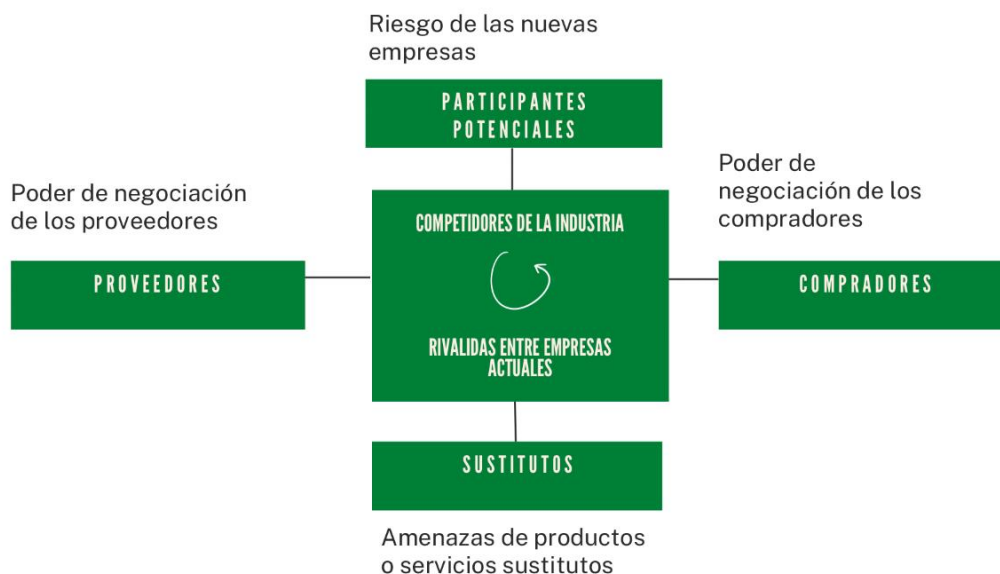 Riesgo de las nuevas
empresas
PARTICIPANTES
POTENCIALES
Poder de negociación
de los proveedores
Poder de
negociación de los
compradores
COMPETIDORES DE LA INDUSTRIA
PROVEEDORES
COMPRADORES
RIVALIDAS ENTRE EMPRESAS
ACTUALES
SUSTITUTOS
Amenazas de productos
o servicios sustitutos